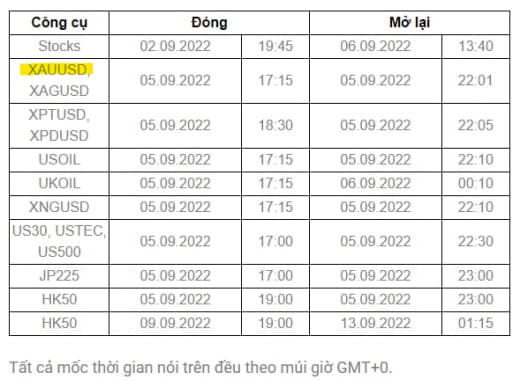 Công cụ Đóng Mở lại
Stocks 02.09.2022 19:45 06.09.2022 13:40
XAUUSD,
XAGUSD 05.09.2022 17:15 05.09.2022 22:01
XPTUSD,
XPDUSD 05.09.2022 18:30 05.09.2022 22:05
USOIL 05.09.2022 17:15 05.09.2022 22:10
UKOIL 05.09.2022 17:15 06.09.2022 00:10
XNGUSD 05.09.2022 17:15 05.09.2022 22:10
US30, USTEC,
US500 05.09.2022 17:00 05.09.2022 22:30
JP225 05.09.2022 17:00 05.09.2022 23:00
HK50 05.09.2022 19:00 05.09.2022 23:00
HK50 09.09.2022 19:00 13.09.2022 01:15
Tất cả mốc thời gian nói trên đều theo múi giờ GMT+0.